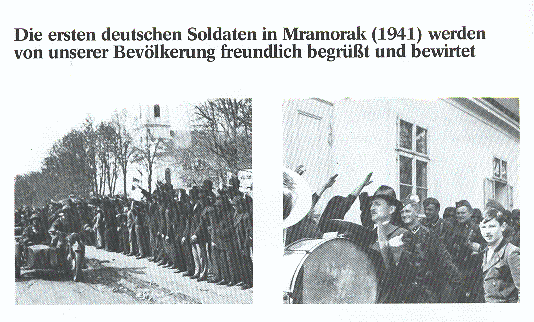 Die ersten deutschen Soldaten in Mramorak (1941) werden
von unserer Bevölkerung freundlich begrüßt und bewirtet